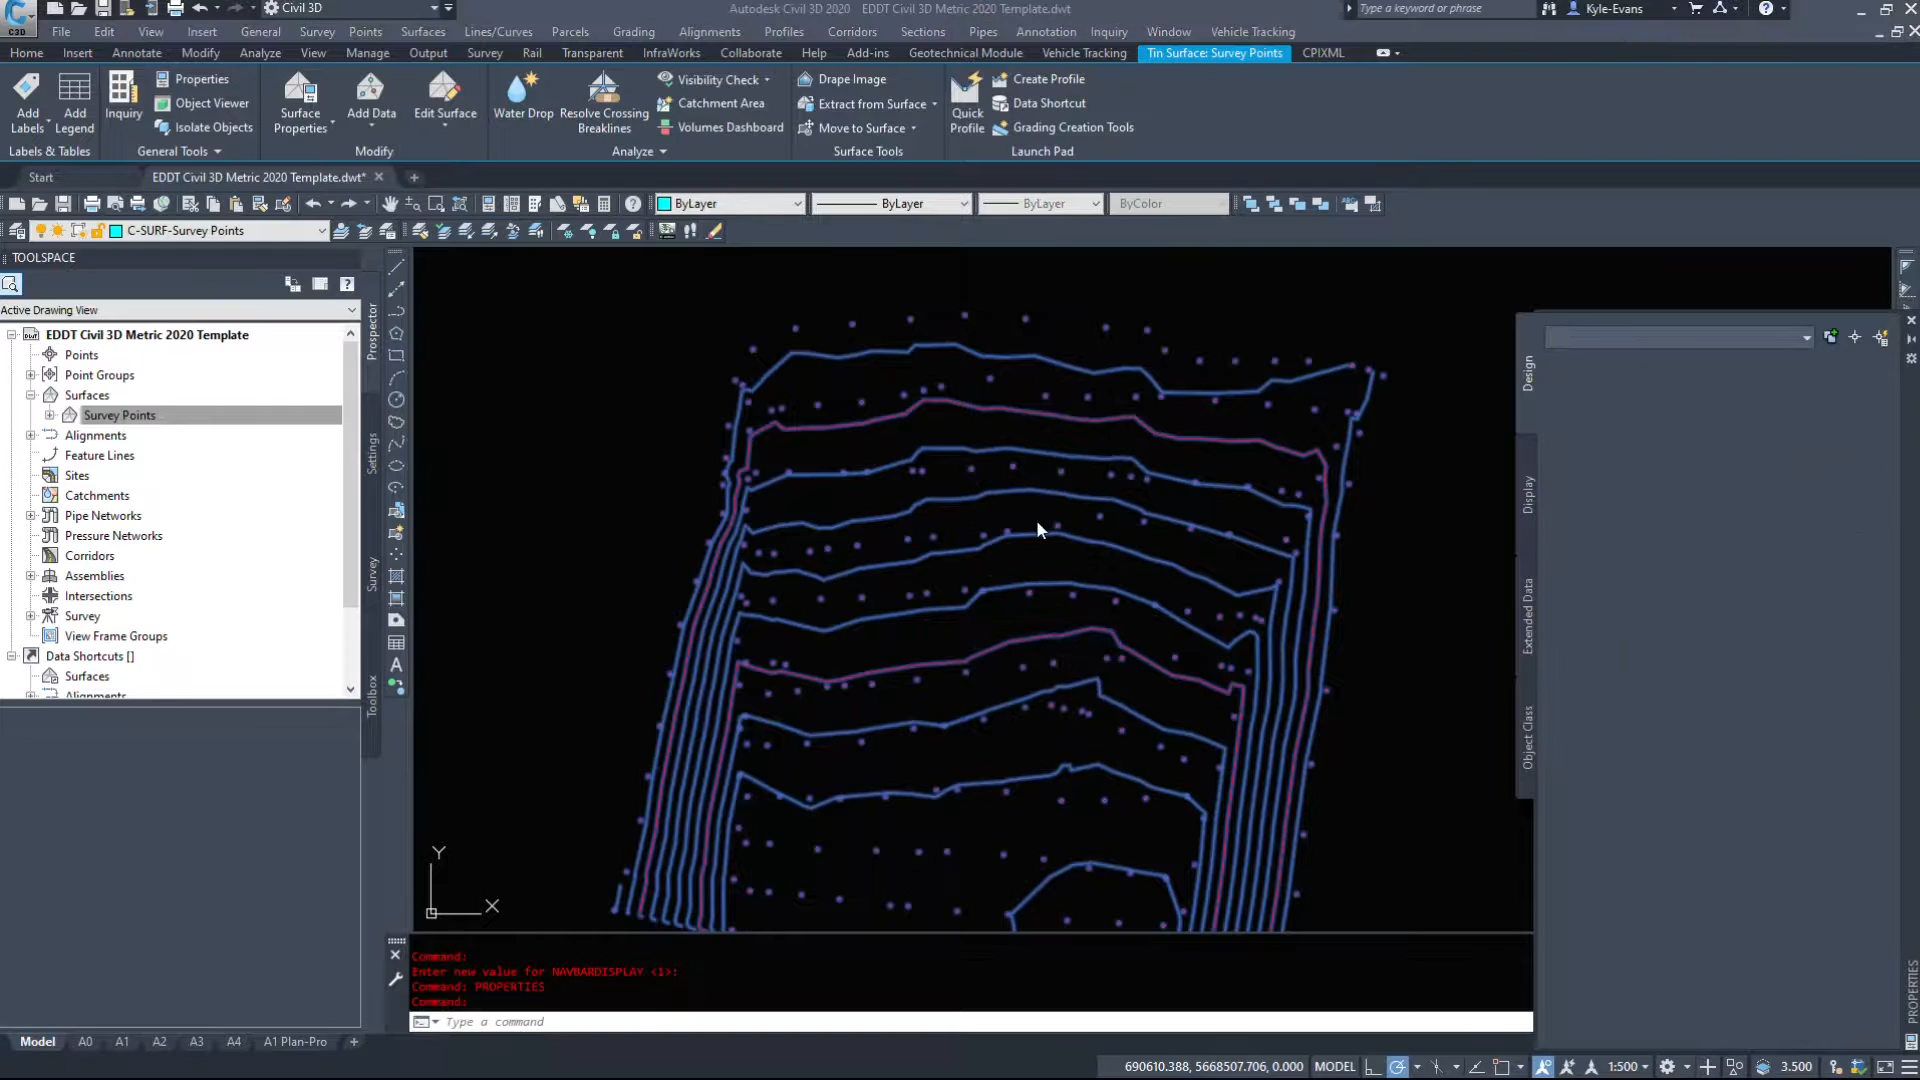 Civil 3D
Autodesk Civil 3D 2020 EDDT Civil 3D Metric 2020 Template.dwt
Type a keyword or phrase
Kyle-Evans
C3D
File Edit View Insert General Survey Points Surfaces Lines/Curves Parcels Grading Alignments Profiles Corridors Sections Pipes Annotation Inquiry Window Vehicle Tracking
Home Insert Annotate Modify Analyze View Manage Output Survey Rail Transparent InfraWorks Collaborate Help Add-ins Geotechnical Module Vehicle Tracking Tin Surface: Survey Points CPIXML
Properties
Object Viewer
Isolate Objects
Add Labels
Add Legend
Inquiry
Surface Properties
Add Data
Edit Surface
Water Drop
Resolve Crossing Breaklines
Visibility Check
Catchment Area
Volumes Dashboard
Drape Image
Extract from Surface
Move to Surface
Quick Profile
Create Profile
Data Shortcut
Grading Creation Tools
Labels & Tables General Tools Modify Analyze Surface Tools Launch Pad
Start EDDT Civil 3D Metric 2020 Template.dwt*
ByLayer ByLayer ByLayer ByColor
C-SURF-Survey Points
TOOLSPACE
Active Drawing View
EDDT Civil 3D Metric 2020 Template
Points
Point Groups
Surfaces
Survey Points
Alignments
Feature Lines
Sites
Catchments
Pipe Networks
Pressure Networks
Corridors
Assemblies
Intersections
Survey
View Frame Groups
Data Shortcuts []
Surfaces
Alignments
Prospector
Settings
Survey
Toolbox
Y
X
Design
Display
Extended Data
Object Class
PROPERTIES
Command:
Enter new value for NAVBARDISPLAY <1>:
Command: PROPERTIES
Command:
Type a command
Model A0 A1 A2 A3 A4 A1 Plan-Pro
690610.388, 5668507.706, 0.000 MODEL 1:500 3.500